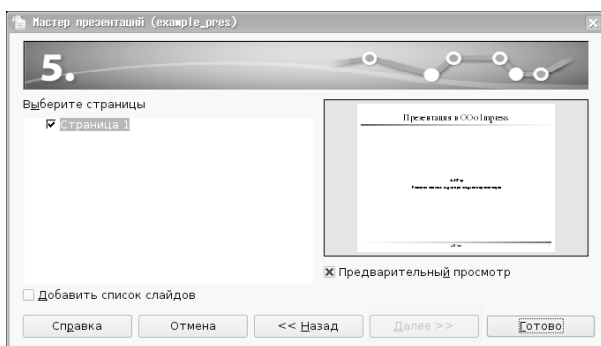 Мастер презентаций (example_pres)
5.
Выберите страницы
Страница 1
Презентация в OOo Impress
Предварительный просмотр
Добавить список слайдов
Справка
Отмена
<< Назад
Далее >>
Готово